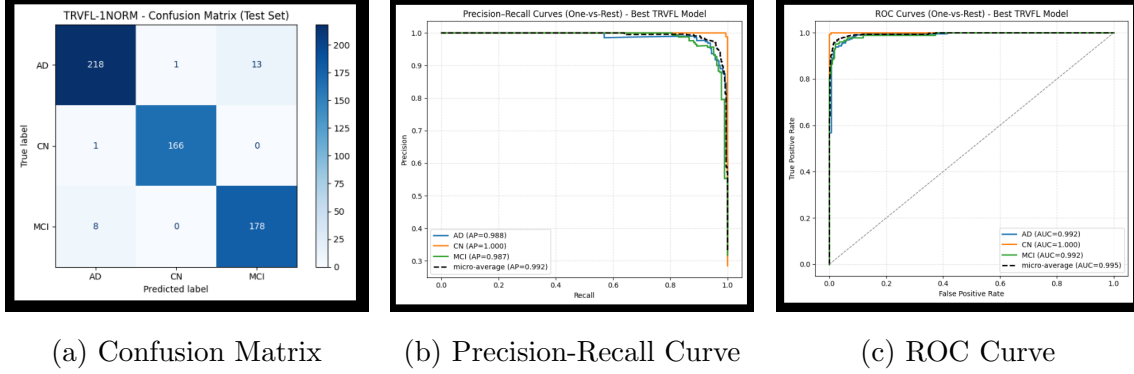 TRVFL-1NORM - Confusion Matrix (Test Set)
AD
CN
MCI
True label
218 1 13
1 166 0
8 0 178
AD CN MCI
Predicted label
200
175
150
125
100
75
50
25
0
Precision–Recall Curves (One-vs-Rest) - Best TRVFL Model
1.0
0.9
0.8
0.7
0.6
0.5
0.4
0.3
Precision
AD (AP=0.988)
CN (AP=1.000)
MCI (AP=0.987)
micro-average (AP=0.992)
0.0 0.2 0.4 0.6 0.8 1.0
Recall
ROC Curves (One-vs-Rest) - Best TRVFL Model
1.0
0.8
0.6
0.4
0.2
0.0
True Positive Rate
AD (AUC=0.992)
CN (AUC=1.000)
MCI (AUC=0.992)
micro-average (AUC=0.995)
0.0 0.2 0.4 0.6 0.8 1.0
False Positive Rate
(a) Confusion Matrix
(b) Precision-Recall Curve
(c) ROC Curve